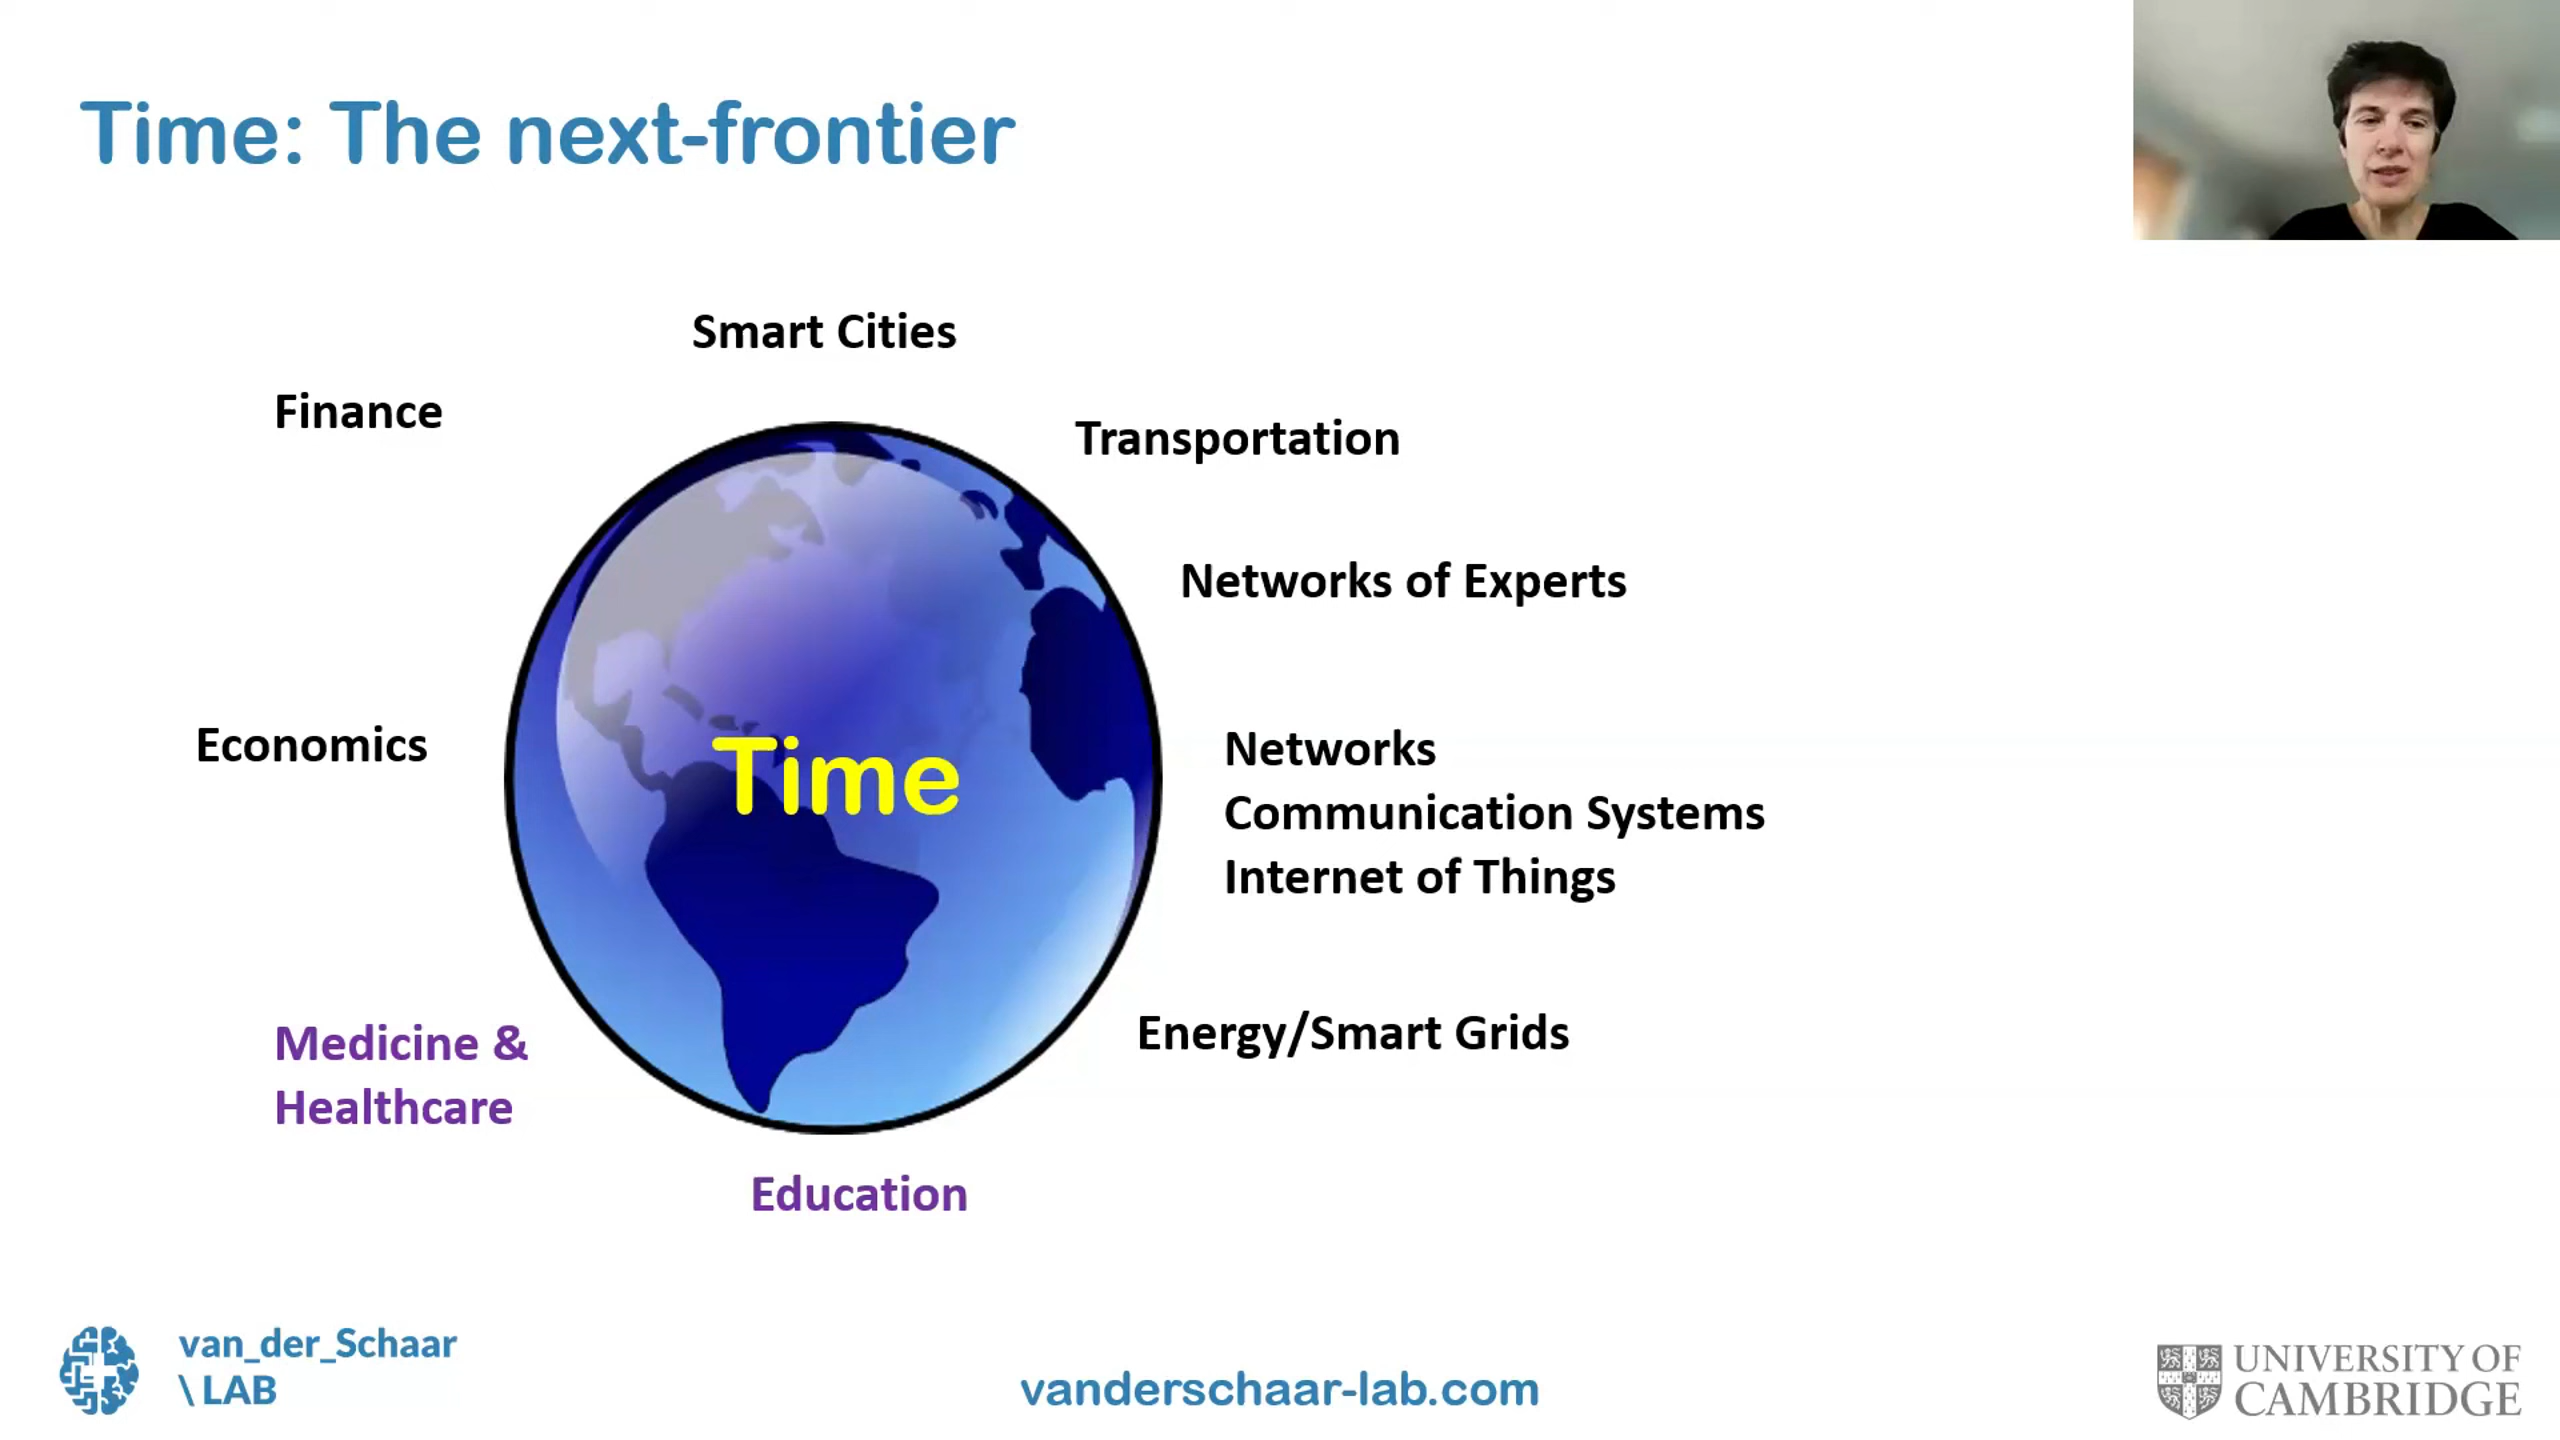 Time: The next-frontier
Smart Cities
Finance
Transportation
Networks of Experts
Economics
Time
Networks
Communication Systems
Internet of Things
Medicine &
Healthcare
Energy/Smart Grids
Education
van_der_Schaar
\ LAB
vanderschaar-lab.com
UNIVERSITY OF
CAMBRIDGE